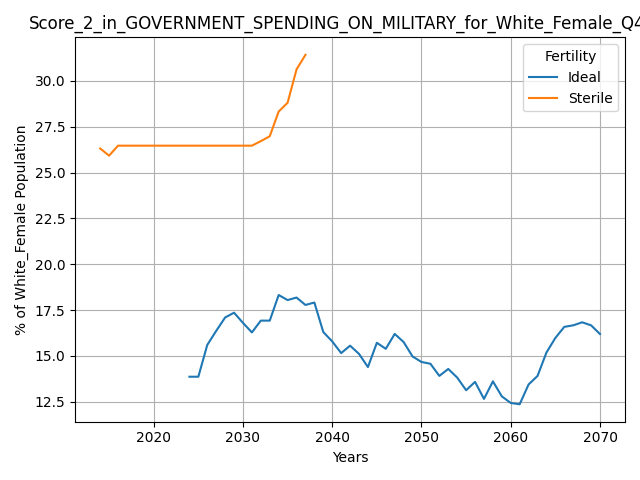 Score_2_in_GOVERNMENT_SPENDING_ON_MILITARY_for_White_Female_Q4
Fertility
Ideal
Sterile
% of White_Female Population
30.0
27.5
25.0
22.5
20.0
17.5
15.0
12.5
2020 2030 2040 2050 2060 2070
Years